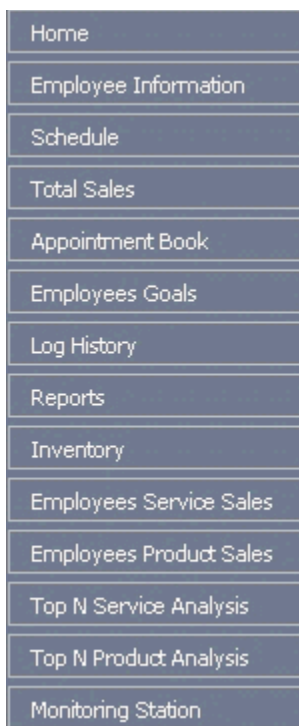 Home
Employee Information
Schedule
Total Sales
Appointment Book
Employees Goals
Log History
Reports
Inventory
Employees Service Sales
Employees Product Sales
Top N Service Analysis
Top N Product Analysis
Monitoring Station